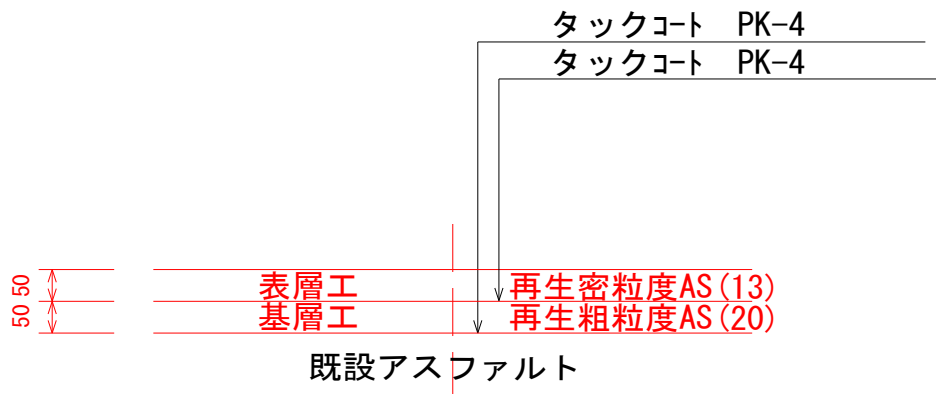 タックコート PK-4
タックコート PK-4
50 表層工 再生密粒度AS(13)
50 基層工 再生粗粒度AS(20)
既設アスファルト